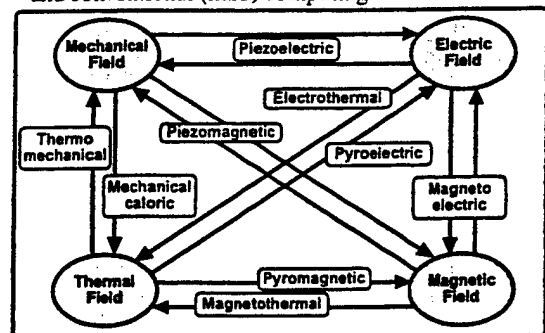 Mechanical
Field
Piezoelectric
Electric
Field
Electrothermal
Thermo
mechanical
Piezomagnetic
Pyroelectric
Mechanical
caloric
Magneto
electric
Thermal
Field
Pyromagnetic
Magnetothermal
Magnetic
Field